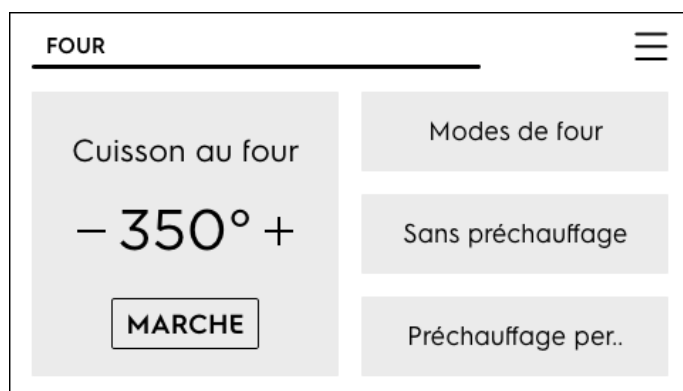 FOUR
Cuisson au four
− 350° +
MARCHE
Modes de four
Sans préchauffage
Préchauffage per..